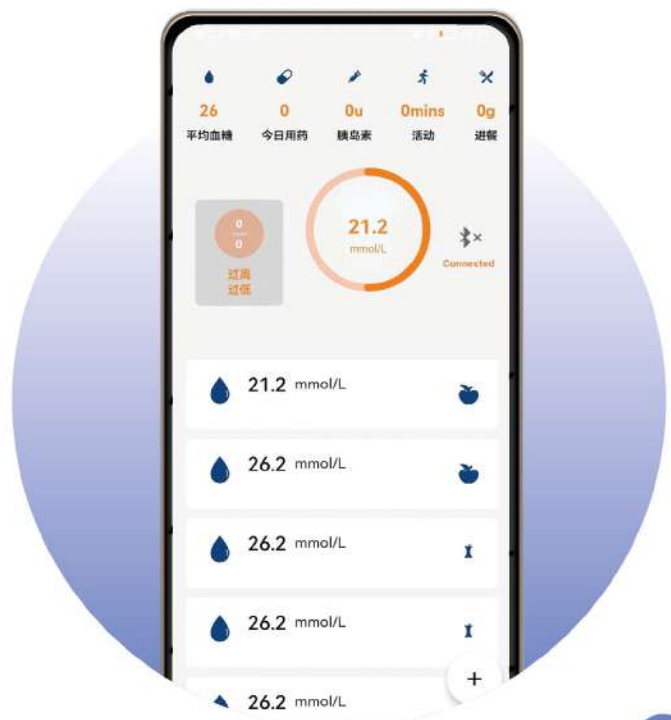 26 0 0u 0mins 0g
平均血糖 今日用药 胰岛素 活动 进餐
0
0
过高
过低
21.2
mmol/L
Connected
21.2 mmol/L
26.2 mmol/L
26.2 mmol/L
26.2 mmol/L
26.2 mmol/L
+